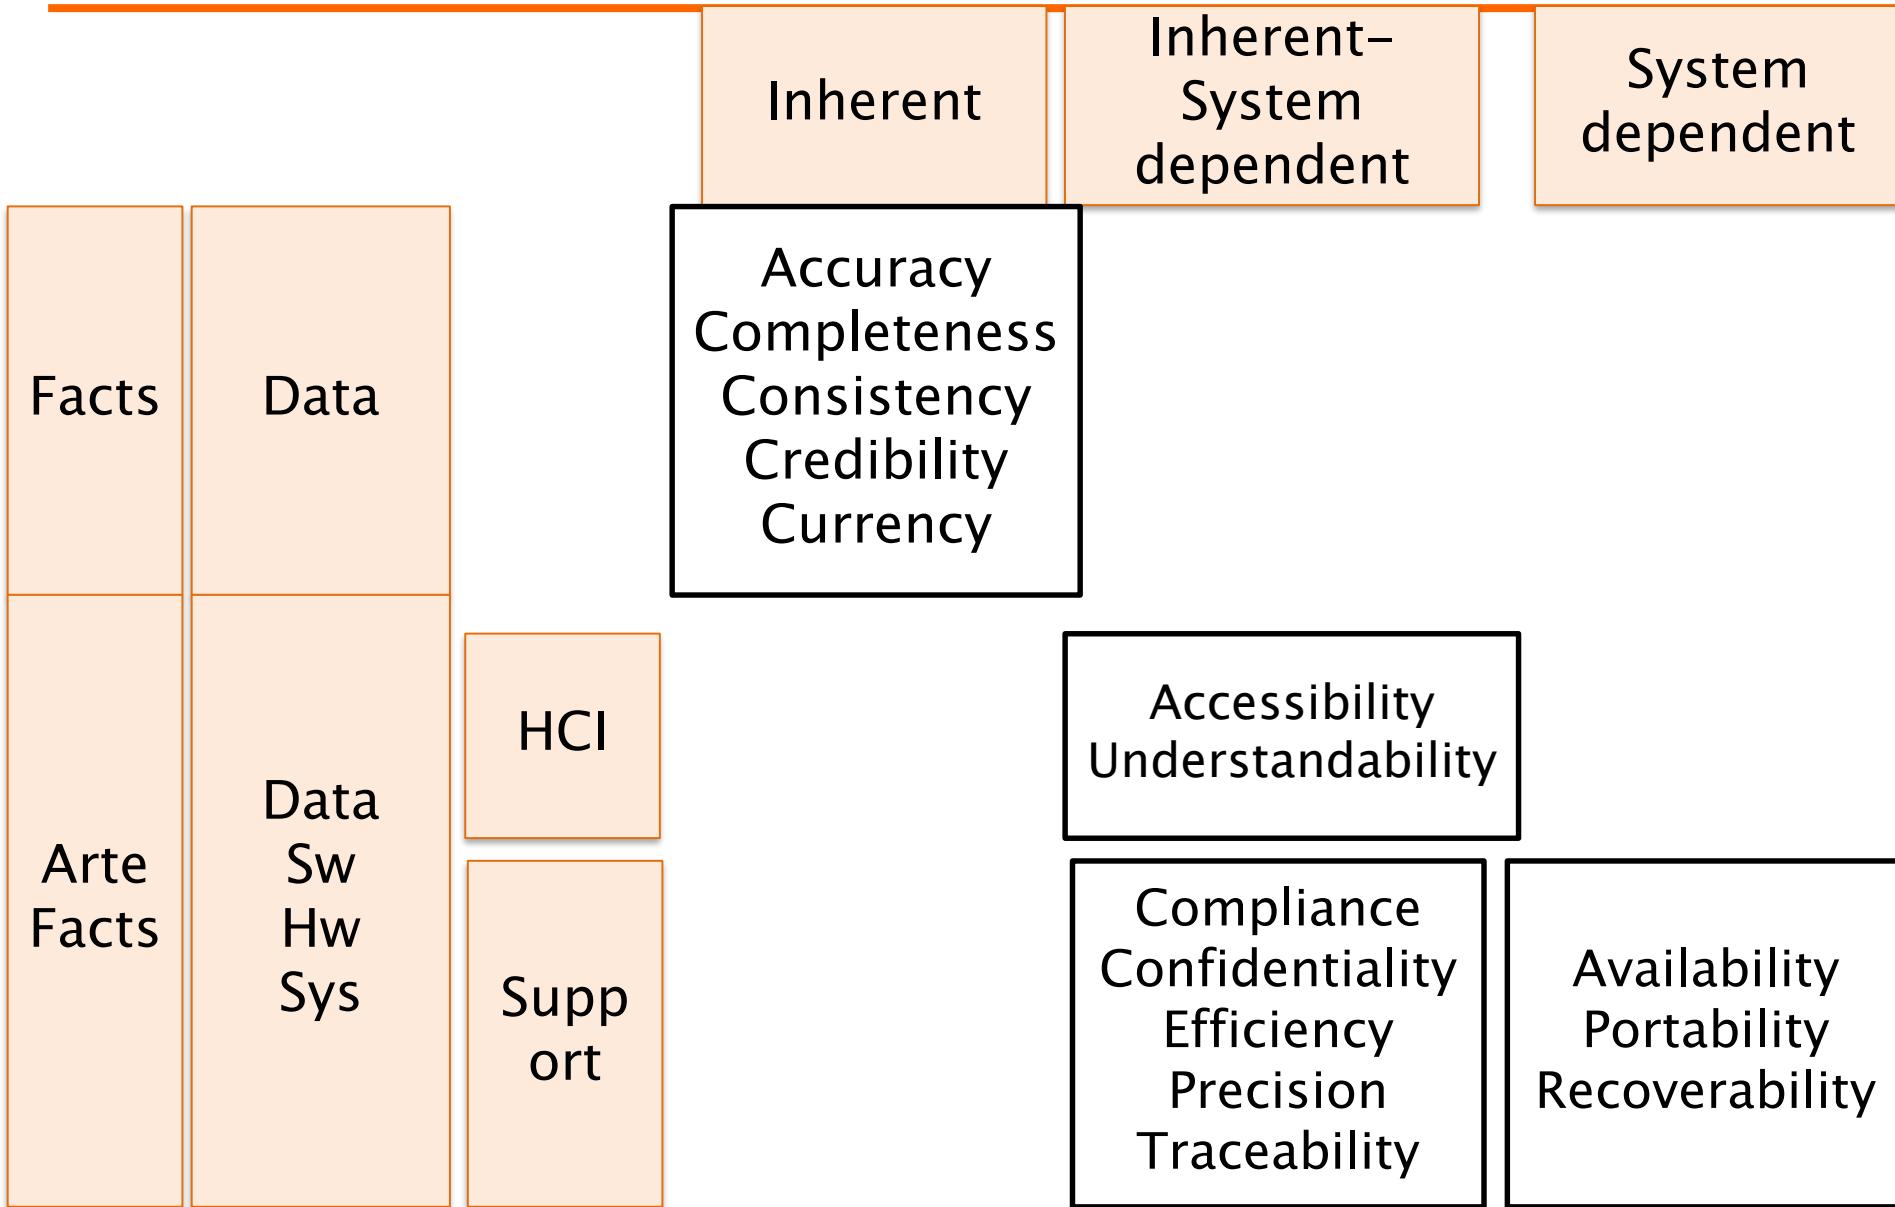 Inherent
Inherent–
System
dependent
System
dependent
Facts
Data
Accuracy
Completeness
Consistency
Credibility
Currency
Arte
Facts
Data
Sw
Hw
Sys
HCI
Accessibility
Understandability
Supp
ort
Compliance
Confidentiality
Efficiency
Precision
Traceability
Availability
Portability
Recoverability